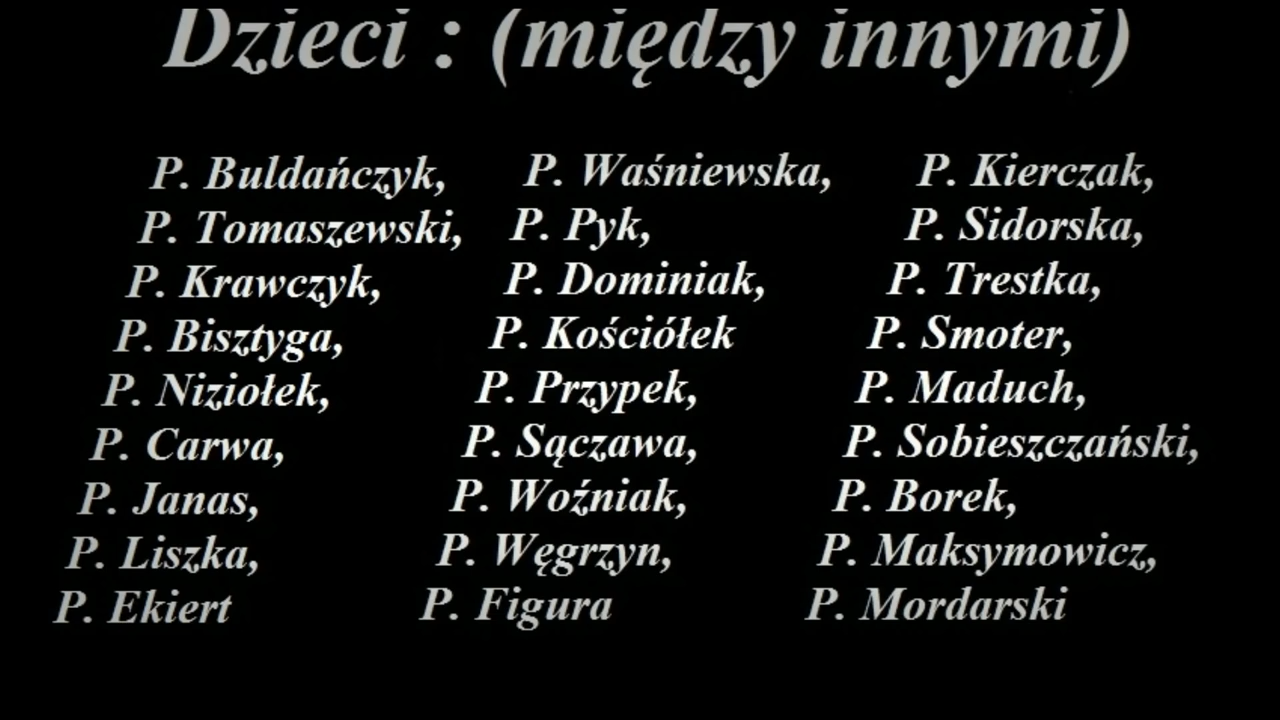 Dzieci : (między innymi)
P. Buldańczyk, P. Waśniewska, P. Kierczak,
P. Tomaszewski, P. Pyk, P. Sidorska,
P. Krawczyk, P. Dominiak, P. Trestka,
P. Bisztyga, P. Kościółek P. Smoter,
P. Niziołek, P. Przypek, P. Maduch,
P. Carwa, P. Sączawa, P. Sobieszczański,
P. Janas, P. Woźniak, P. Borek,
P. Liszka, P. Węgrzyn, P. Maksymowicz,
P. Ekiert P. Figura P. Mordarski